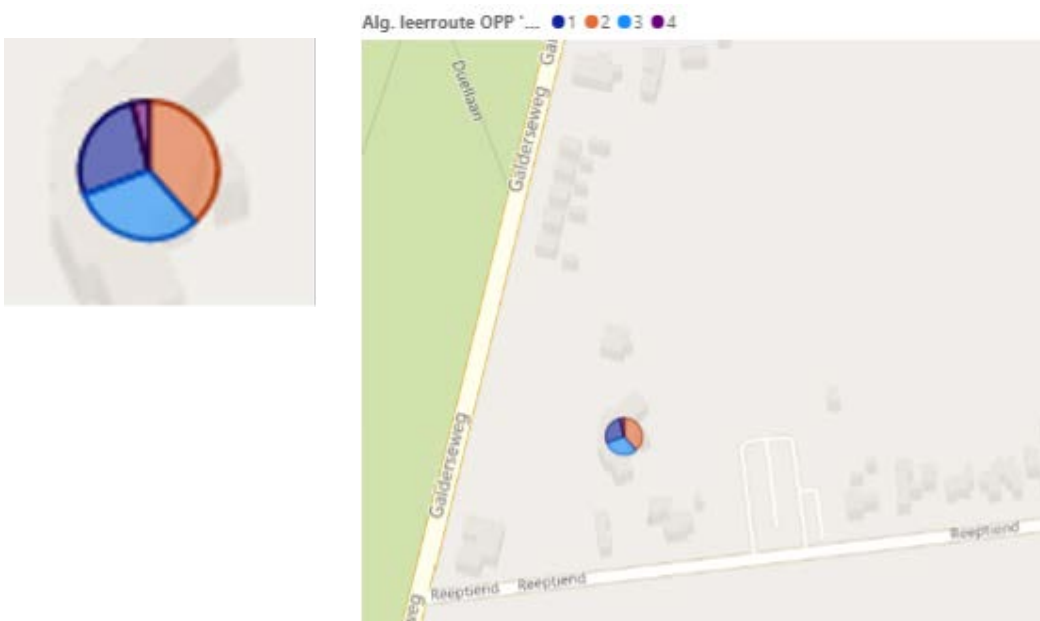 Alg. leerroute OPP '.... 1 2 3 4
Duellaan
Galderseweg
Galderseweg
Reeptiend
Reeptiend
Reeptiend